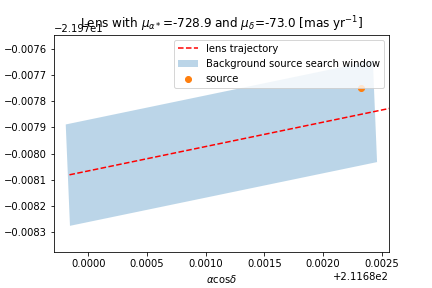 Lens with μα*=-728.9 and μδ=-73.0 [mas yr⁻¹]
−2.197e1
lens trajectory
Background source search window
source
−0.0076
−0.0077
−0.0078
−0.0079
−0.0080
−0.0081
−0.0082
−0.0083
0.0000 0.0005 0.0010 0.0015 0.0020 0.0025
+2.1168e2
αcosδ